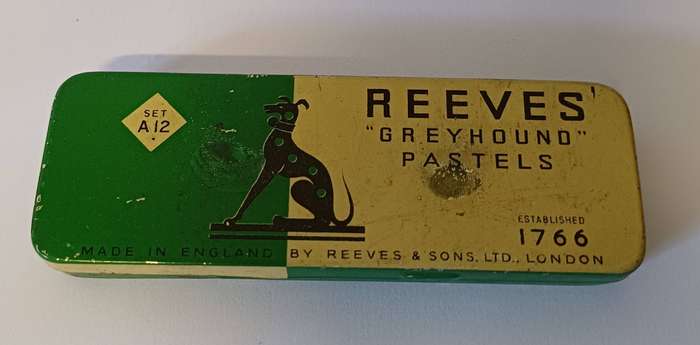 SET
A12
REEVES'
"GREYHOUND"
PASTELS
ESTABLISHED
1766
MADE IN ENGLAND BY REEVES & SONS, LTD., LONDON